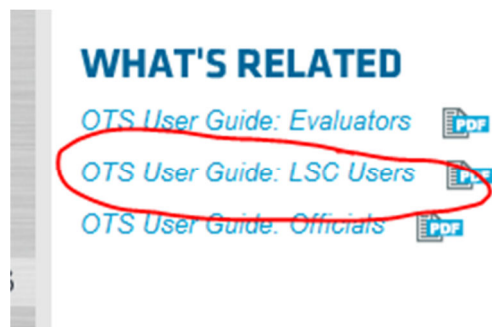 WHAT'S RELATED
OTS User Guide: Evaluators PDF
OTS User Guide: LSC Users PDF
OTS User Guide: Officials PDF